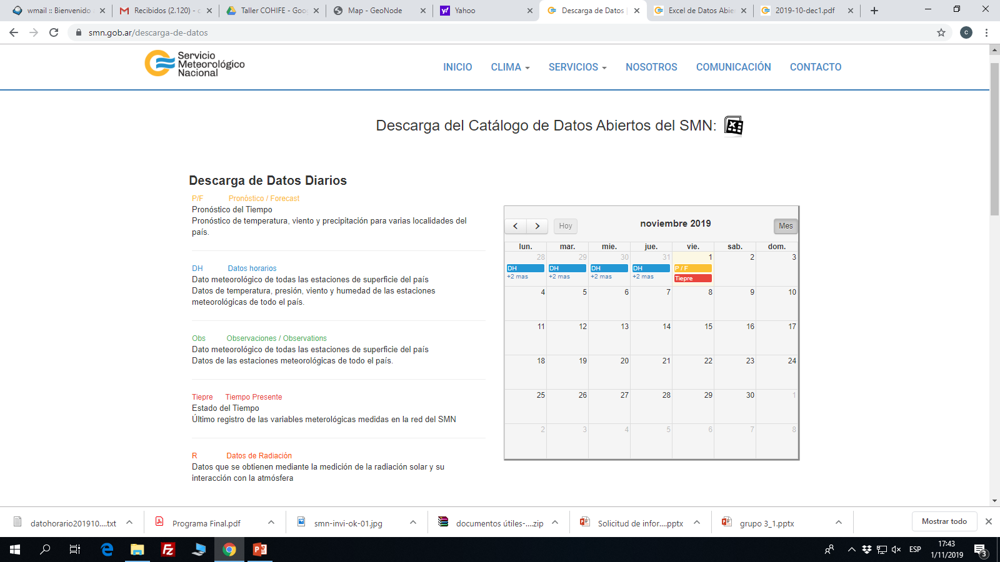 wmail :: Bienvenido
Recibidos (2.120) - c
Taller COHIFE - Goo
Map - GeoNode
Yahoo
Descarga de Datos |
Excel de Datos Abie
2019-10-dec1.pdf
smn.gob.ar/descarga-de-datos
c
Servicio
Meteorológico
Nacional
INICIO
CLIMA
SERVICIOS
NOSOTROS
COMUNICACIÓN
CONTACTO
Descarga del Catálogo de Datos Abiertos del SMN:
Descarga de Datos Diarios
P/F Pronóstico / Forecast
Pronóstico del Tiempo
Pronóstico de temperatura, viento y precipitación para varias localidades del
país.
DH Datos horarios
Dato meteorológico de todas las estaciones de superficie del país
Datos de temperatura, presión, viento y humedad de las estaciones
meteorológicas de todo el país.
Obs Observaciones / Observations
Dato meteorológico de todas las estaciones de superficie del país
Datos de las estaciones meteorológicas de todo el país.
Tiepre Tiempo Presente
Estado del Tiempo
Último registro de las variables meterológicas medidas en la red del SMN
R Datos de Radiación
Datos que se obtienen mediante la medición de la radiación solar y su
interacción con la atmósfera
Hoy
noviembre 2019
Mes
lun. mar. mie. jue. vie. sab. dom.
28 29 30 31 1 2 3
DH DH DH DH P / F
+2 mas +2 mas +2 mas +2 mas Tiepre
4 5 6 7 8 9 10
11 12 13 14 15 16 17
18 19 20 21 22 23 24
25 26 27 28 29 30 1
2 3 4 5 6 7 8
datohorario201910....txt
Programa Final.pdf
smn-invi-ok-01.jpg
documentos útiles-....zip
Solicitud de infor....pptx
grupo 3_1.pptx
Mostrar todo
ESP
17:43
1/11/2019
3